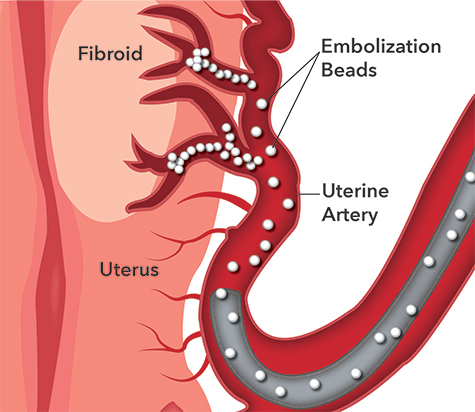 Fibroid
Embolization
Beads
Uterine
Artery
Uterus